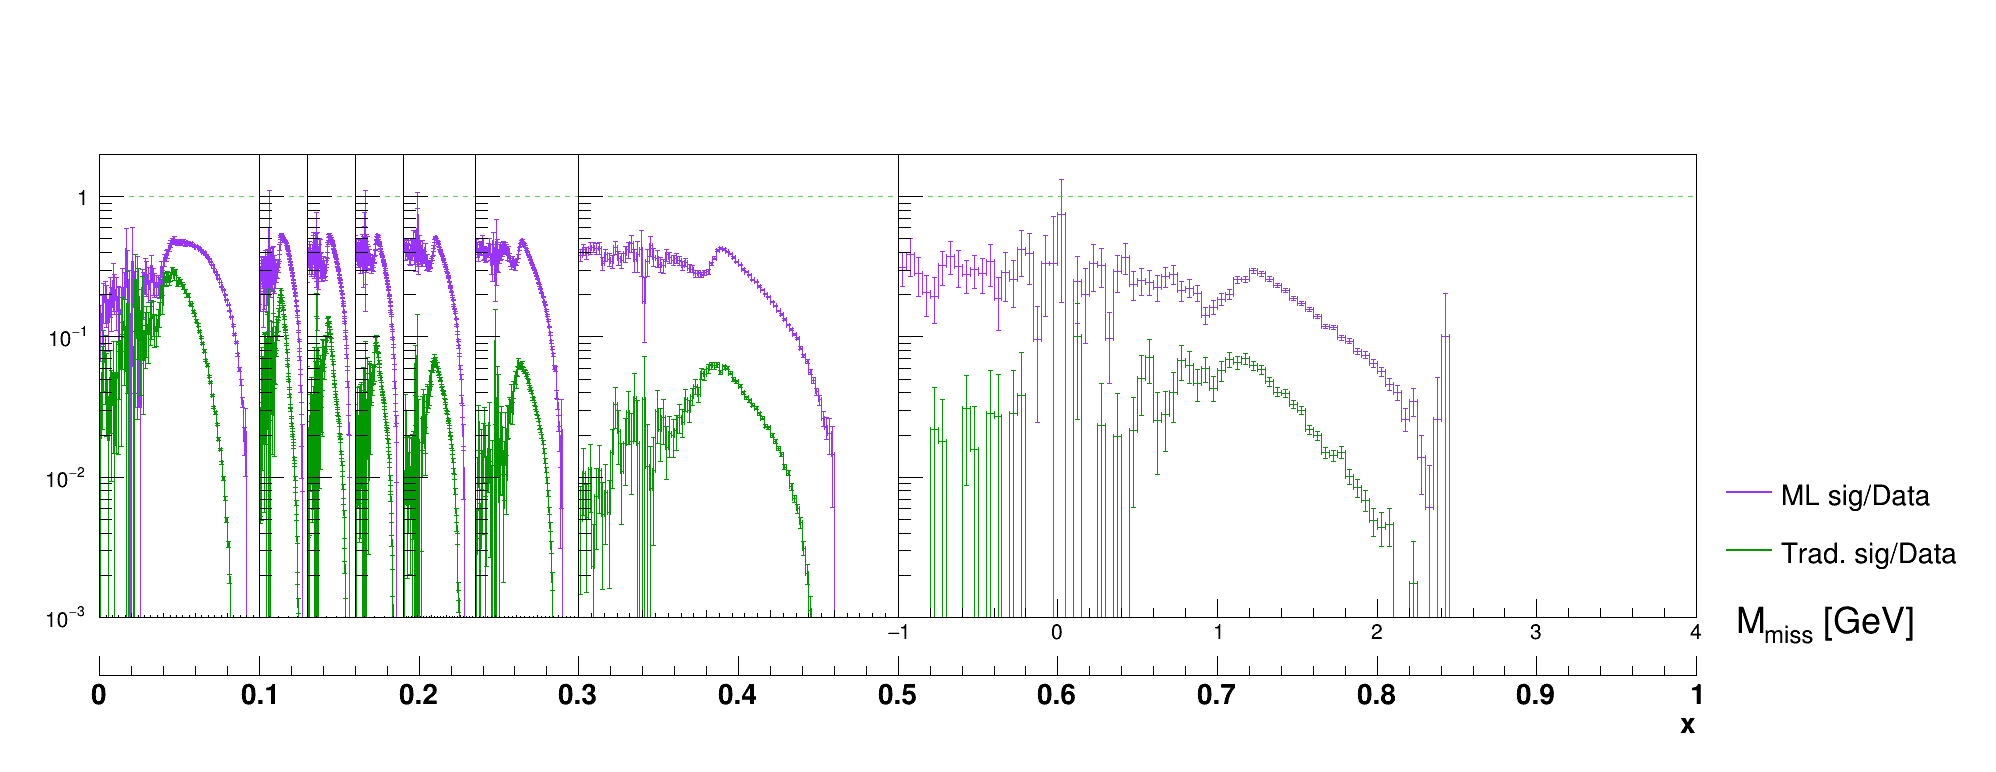 1
10⁻¹
10⁻²
10⁻³
−1 0 1 2 3 4
0 0.1 0.2 0.3 0.4 0.5 0.6 0.7 0.8 0.9 1
x
ML sig/Data
Trad. sig/Data
M_miss [GeV]